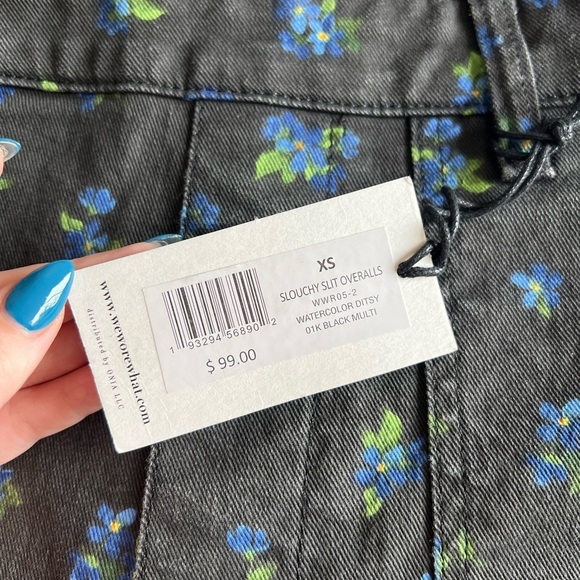 www.weworewhat.com
distributed by ONIA LLC
XS
SLOUCHY SLIT OVERALLS
WWR05-2
WATERCOLOR DITSY
01K BLACK MULTI
1 93294 56890 2
$ 99.00